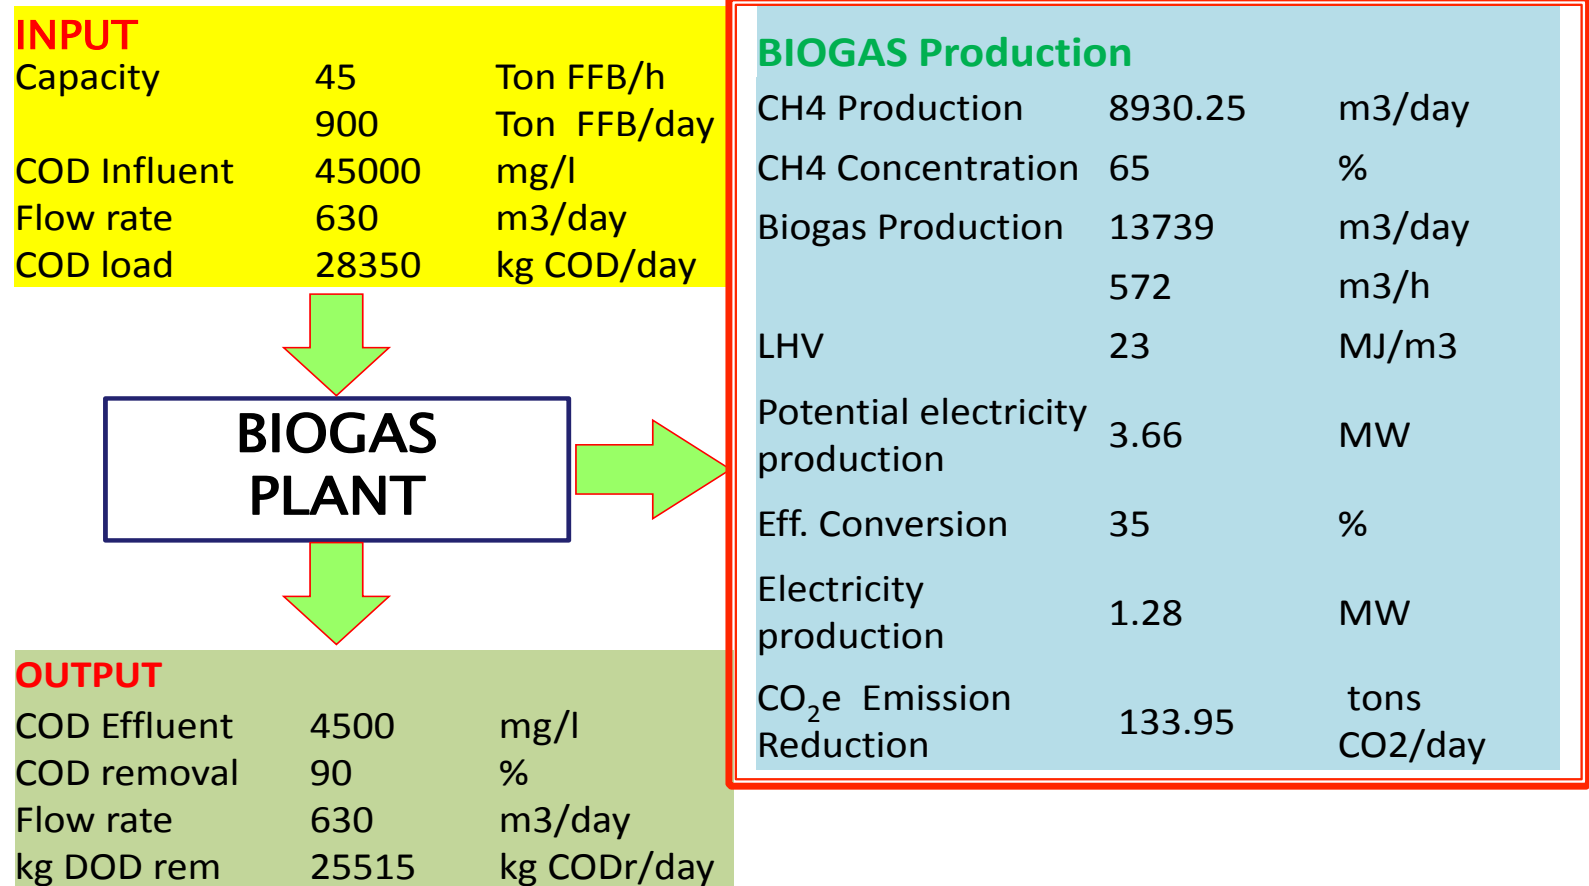 INPUT
Capacity 45 Ton FFB/h
900 Ton FFB/day
COD Influent 45000 mg/l
Flow rate 630 m3/day
COD load 28350 kg COD/day
BIOGAS
PLANT
OUTPUT
COD Effluent 4500 mg/l
COD removal 90 %
Flow rate 630 m3/day
kg DOD rem 25515 kg CODr/day
BIOGAS Production
CH4 Production 8930.25 m3/day
CH4 Concentration 65 %
Biogas Production 13739 m3/day
572 m3/h
LHV 23 MJ/m3
Potential electricity
production 3.66 MW
Eff. Conversion 35 %
Electricity
production 1.28 MW
CO₂e Emission tons
Reduction 133.95 CO2/day